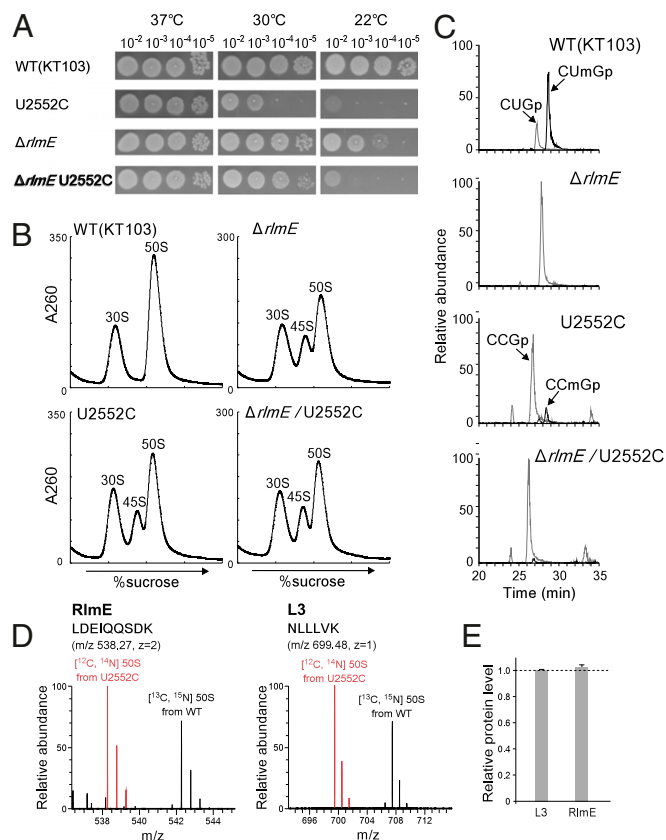 A
37°C 30°C 22°C
10-2 10-3 10-4 10-5 10-2 10-3 10-4 10-5 10-2 10-3 10-4 10-5
WT(KT103)
U2552C
ΔrlmE
ΔrlmE U2552C
B
WT(KT103)
350
A260
0
30S
50S
ΔrlmE
300
0
30S
45S
50S
U2552C
350
A260
0
30S
45S
50S
ΔrlmE / U2552C
300
0
30S
45S
50S
%sucrose
C
WT(KT103)
100
75
50
0
CUGp
CUmGp
ΔrlmE
100
50
0
Relative abundance
U2552C
100
50
0
CCGp
CCmGp
ΔrlmE / U2552C
100
50
0
20 25 30 35
Time (min)
D
RlmE
LDEIQQSDK
(m/z 538,27, z=2)
[12C, 14N] 50S
from U2552C
[13C, 15N] 50S
from WT
Relative abundance
100
50
0
538 540 542 544
m/z
L3
NLLLVK
(m/z 699.48, z=1)
[12C, 14N] 50S
from U2552C
[13C, 15N] 50S
from WT
Relative abundance
100
50
0
696 700 704 708 712
m/z
E
Relative protein level
1.0
0.8
0.6
0.4
0.2
0
L3 RlmE